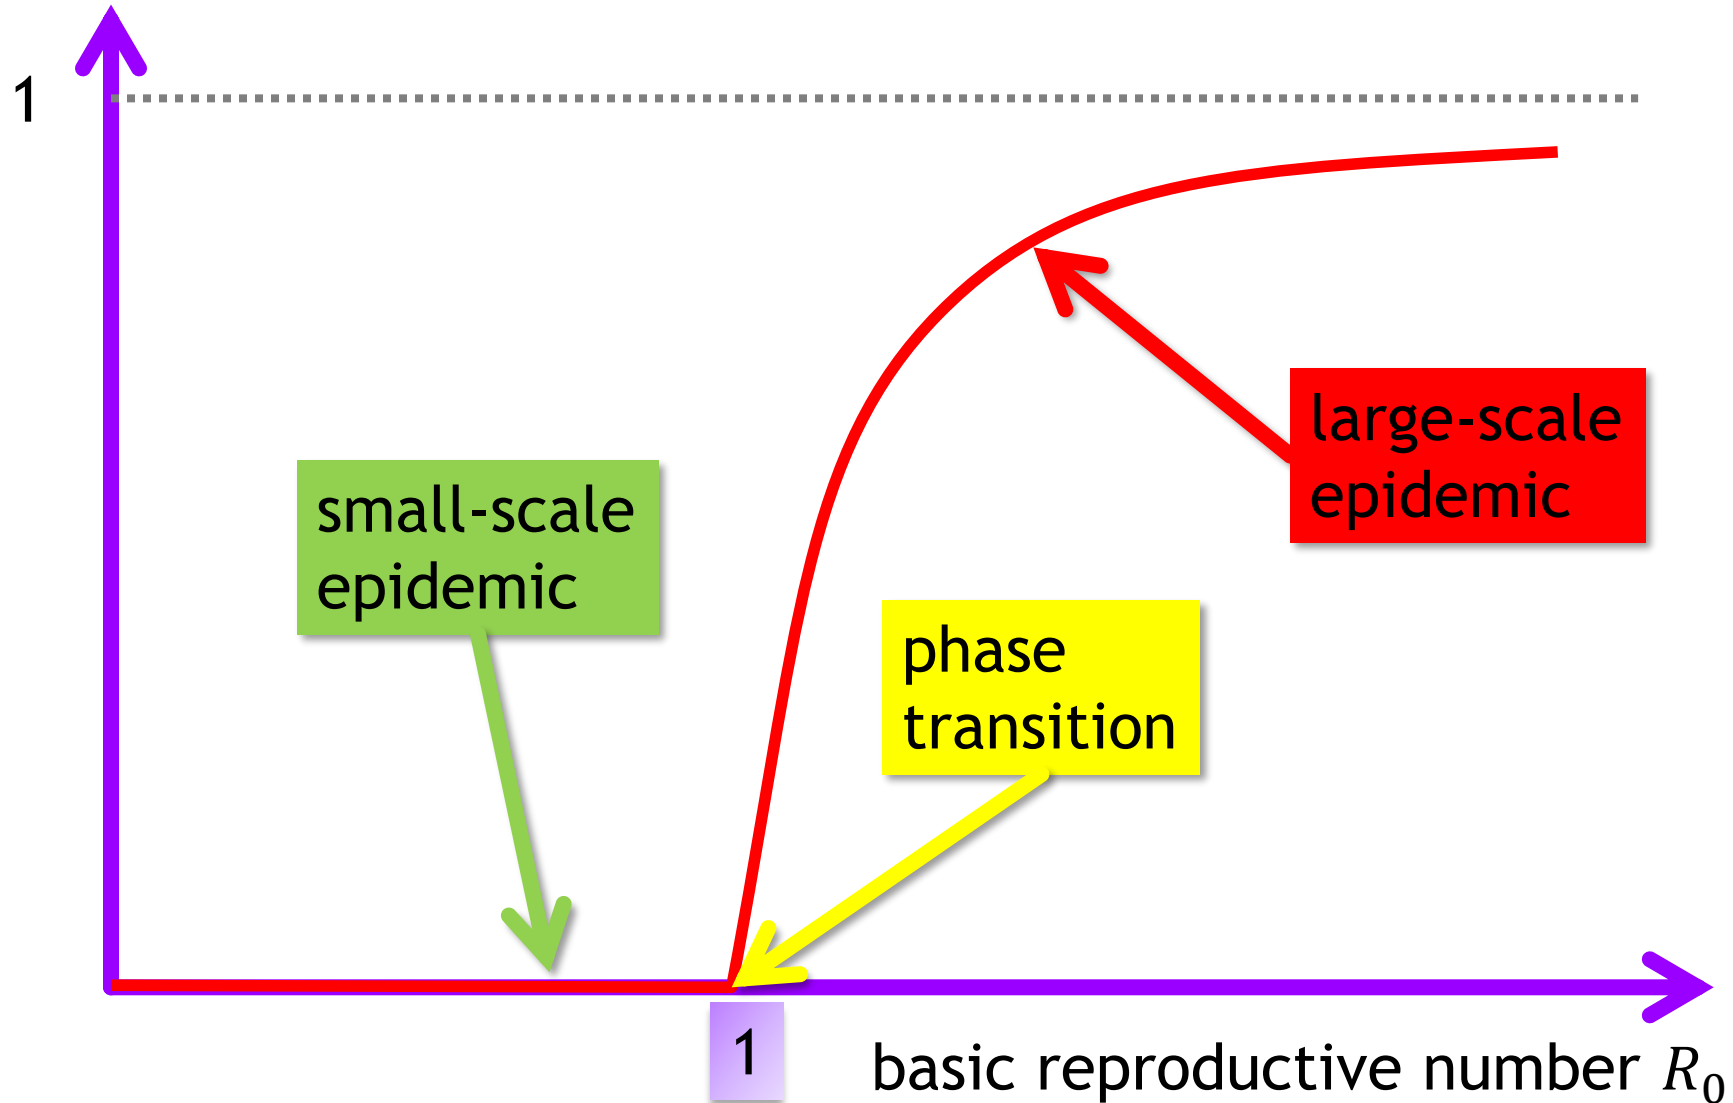 1
large-scale
epidemic
small-scale
epidemic
phase
transition
1
basic reproductive number R₀